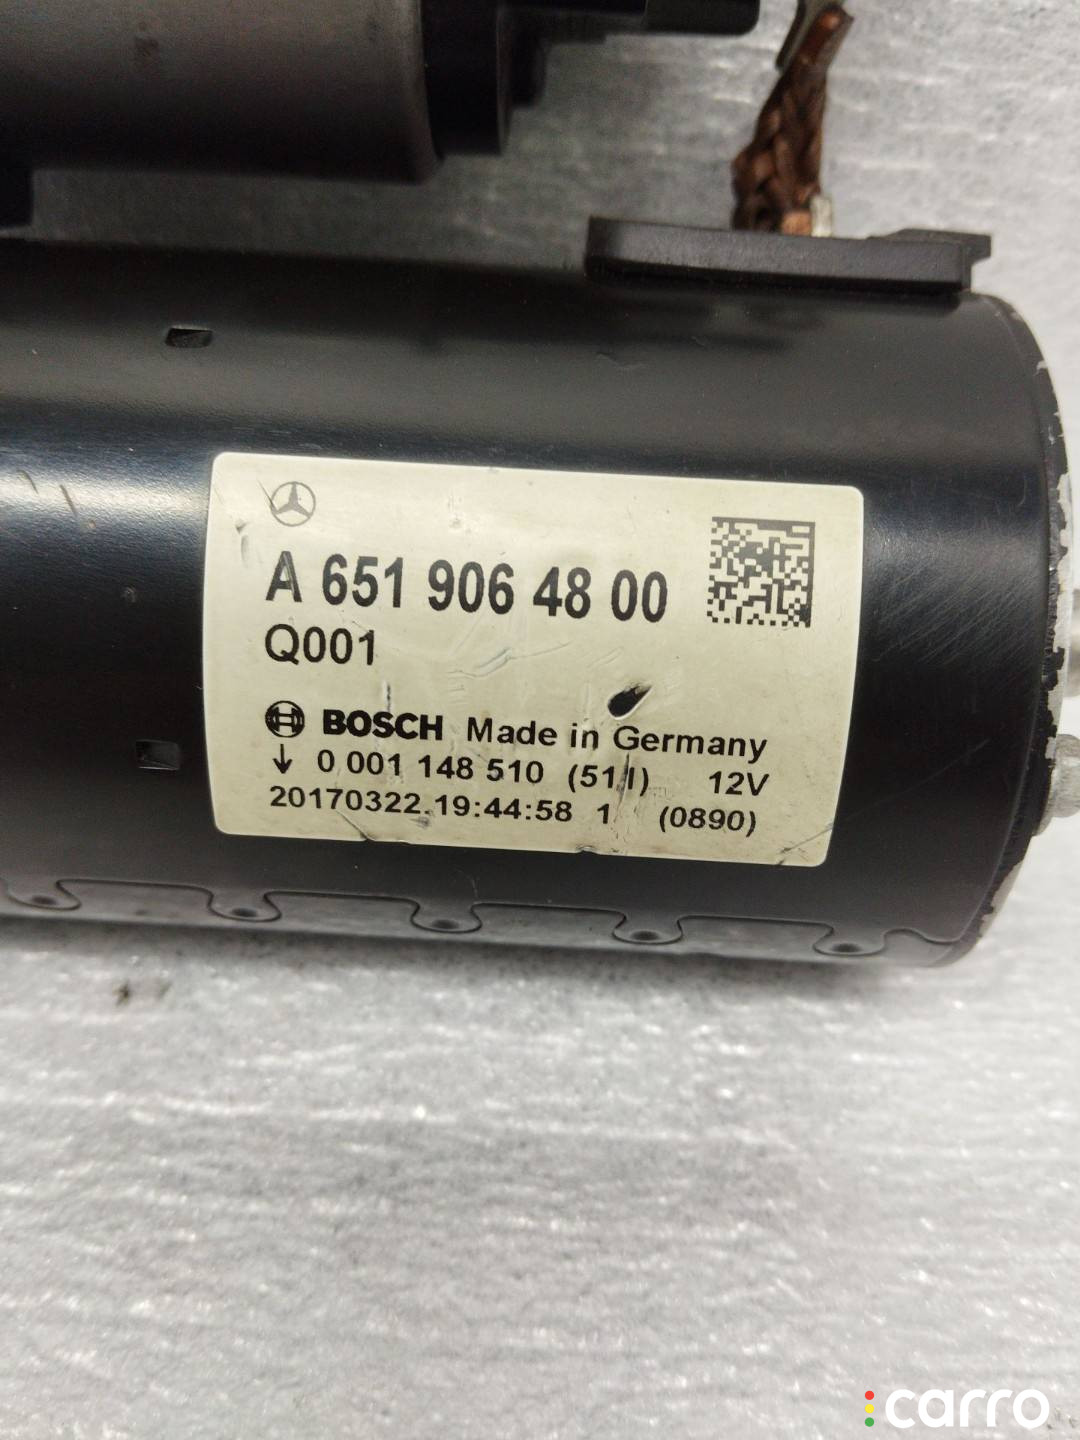 A 651 906 48 00
Q001
BOSCH Made in Germany
↓ 0 001 148 510 (51/I) 12V
20170322.19:44:58 1 (0890)
carro